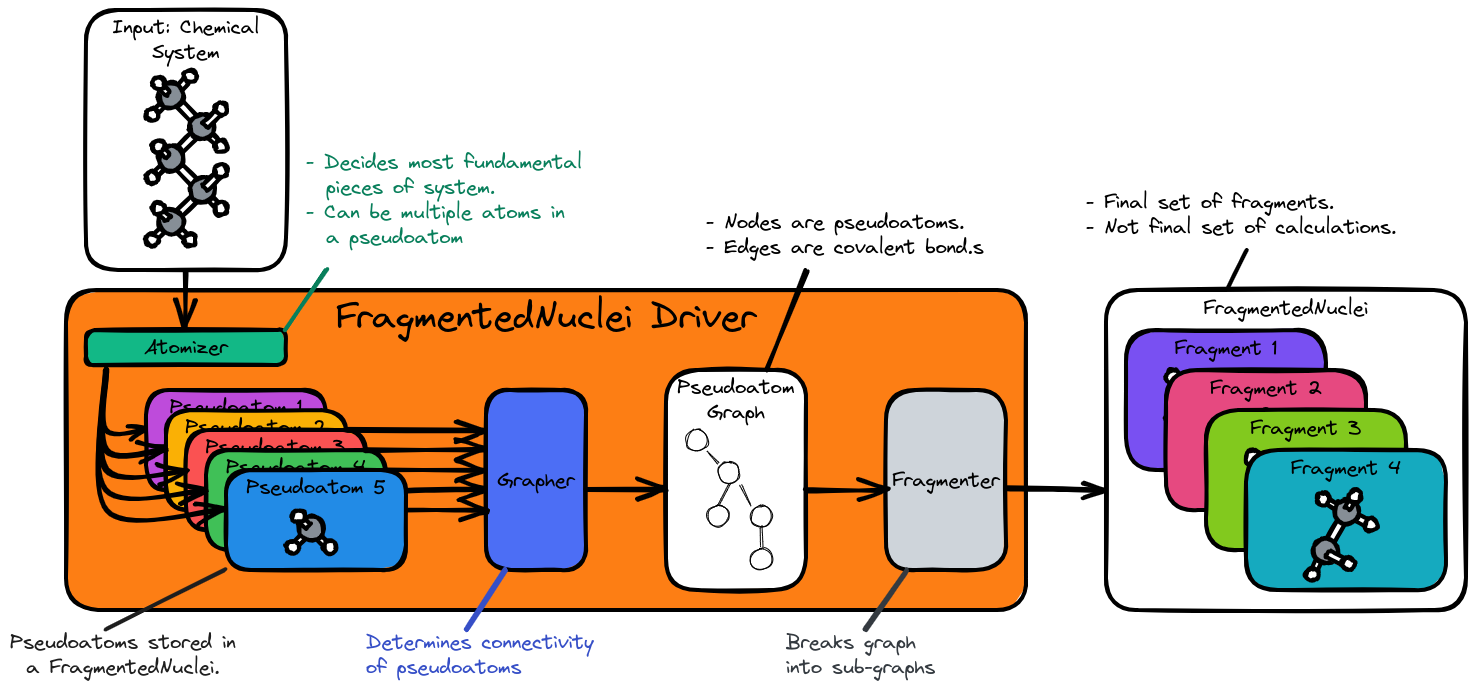 Input: Chemical
System
- Decides most fundamental
pieces of system.
- Can be multiple atoms in
a pseudoatom
- Nodes are pseudoatoms.
- Edges are covalent bond.s
- Final set of fragments.
- Not final set of calculations.
FragmentedNuclei Driver
Atomizer
Pseudoatom 1
Pseudoatom 2
Pseudoatom 3
Pseudoatom 4
Pseudoatom 5
Grapher
Pseudoatom
Graph
Fragmenter
FragmentedNuclei
Fragment 1
Fragment 2
Fragment 3
Fragment 4
Pseudoatoms stored in
a FragmentedNuclei.
Determines connectivity
of pseudoatoms
Breaks graph
into sub-graphs